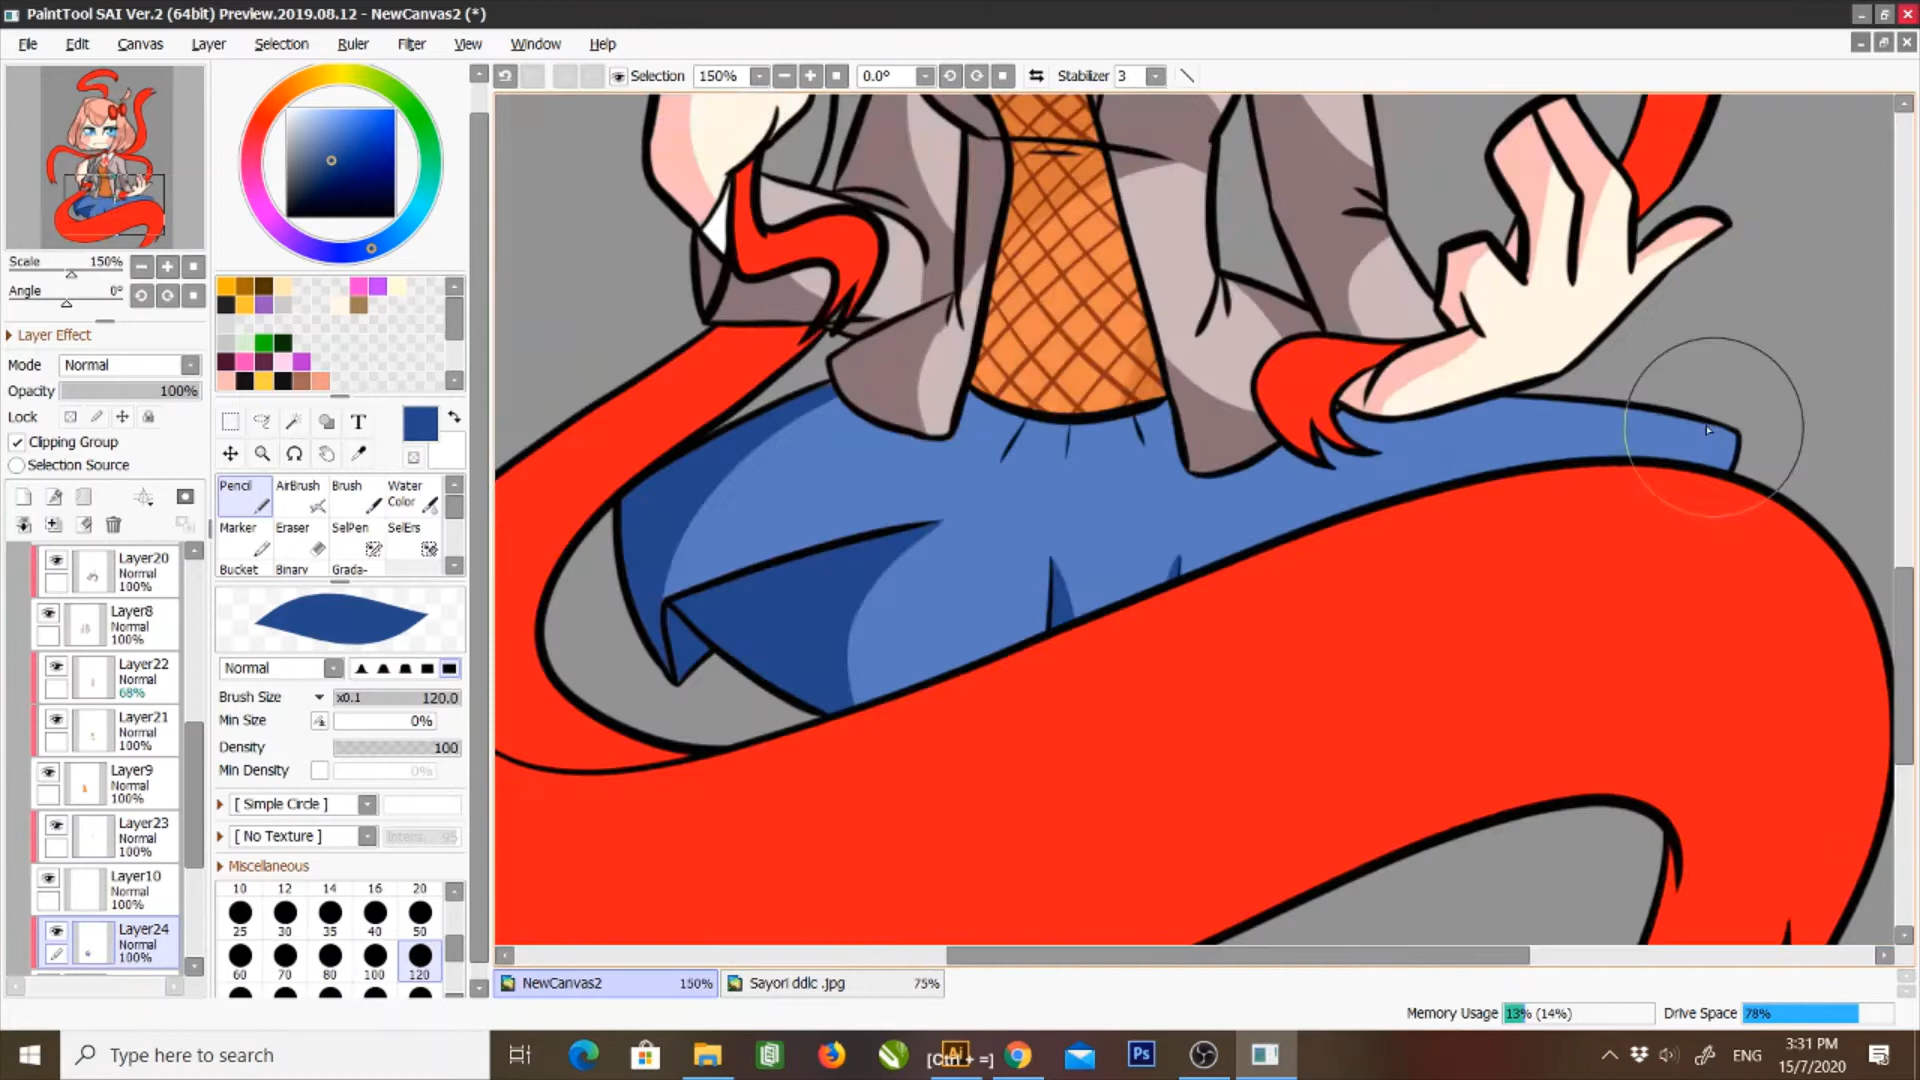 PaintTool SAI Ver.2 (64bit) Preview.2019.08.12 - NewCanvas2 (*)
File Edit Canvas Layer Selection Ruler Filter View Window Help
Selection 150% 0.0° Stabilizer 3
Scale 150%
Angle 0°
Layer Effect
Mode Normal
Opacity 100%
Lock
Clipping Group
Selection Source
Layer20
Normal
100%
Layer8
Normal
100%
Layer22
Normal
68%
Layer21
Normal
100%
Layer9
Normal
100%
Layer23
Normal
100%
Layer10
Normal
100%
Layer24
Normal
100%
T
Pencil AirBrush Brush Water Color
Marker Eraser SelPen SelErs
Bucket Binary Grada-
Normal
Brush Size x0.1 120.0
Min Size 0%
Density 100
Min Density 0%
[ Simple Circle ]
[ No Texture ] Intens. 95
Miscellaneous
10 12 14 16 20
25 30 35 40 50
60 70 80 100 120
NewCanvas2 150% Sayori ddlc .jpg 75%
Memory Usage 13% (14%) Drive Space 78%
Type here to search
[Ctrl + =]
Ai
Ps
ENG
3:31 PM
15/7/2020